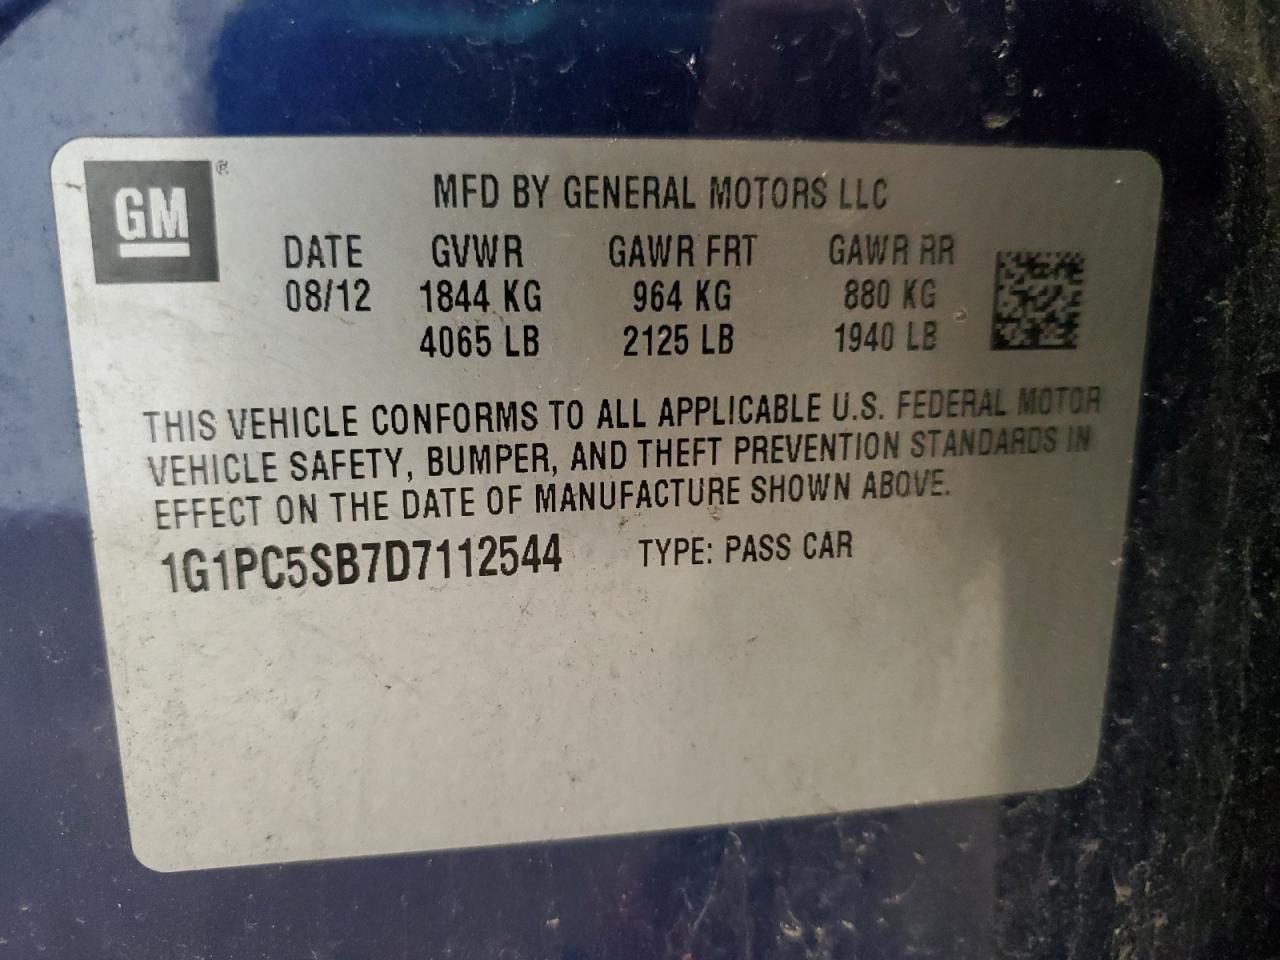 GM ®
MFD BY GENERAL MOTORS LLC
DATE GVWR GAWR FRT GAWR RR
08/12 1844 KG 964 KG 880 KG
4065 LB 2125 LB 1940 LB
THIS VEHICLE CONFORMS TO ALL APPLICABLE U.S. FEDERAL MOTOR
VEHICLE SAFETY, BUMPER, AND THEFT PREVENTION STANDARDS IN
EFFECT ON THE DATE OF MANUFACTURE SHOWN ABOVE.
1G1PC5SB7D7112544 TYPE: PASS CAR